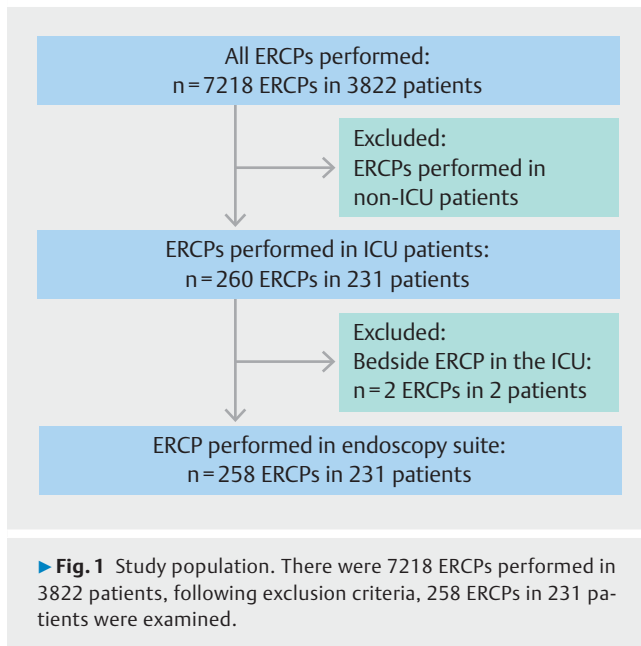 All ERCPs performed:
n=7218 ERCPs in 3822 patients
Excluded:
ERCPs performed in
non-ICU patients
ERCPs performed in ICU patients:
n=260 ERCPs in 231 patients
Excluded:
Bedside ERCP in the ICU:
n=2 ERCPs in 2 patients
ERCP performed in endoscopy suite:
n=258 ERCPs in 231 patients
▶ Fig. 1 Study population. There were 7218 ERCPs performed in
3822 patients, following exclusion criteria, 258 ERCPs in 231 pa-
tients were examined.